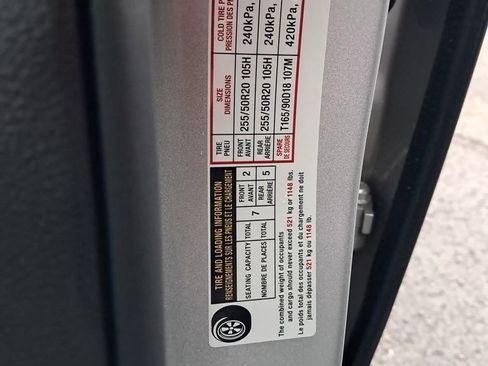 TIRE AND LOADING INFORMATION
RENSEIGNEMENTS SUR LES PNEUS ET LE CHARGEMENT
SEATING CAPACITY TOTAL 7 FRONT 2 REAR 5
NOMBRE DE PLACES TOTAL AVANT ARRIÈRE
The combined weight of occupants
and cargo should never exceed 521 kg or 1148 lbs.
Le poids total des occupants et du chargement ne doit
jamais dépasser 521 kg ou 1148 lb.
TIRE SIZE COLD TIRE
PNEU DIMENSIONS PRESSION DES
FRONT 255/50R20 105H 240kPa,
AVANT
REAR 255/50R20 105H 240kPa,
ARRIÈRE
SPARE T165/90D18 107M 420kPa,
DE SECOURS